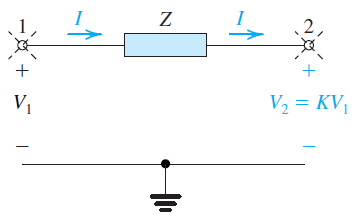 1 I Z I 2
+ +
V₁ V₂ = KV₁
− −